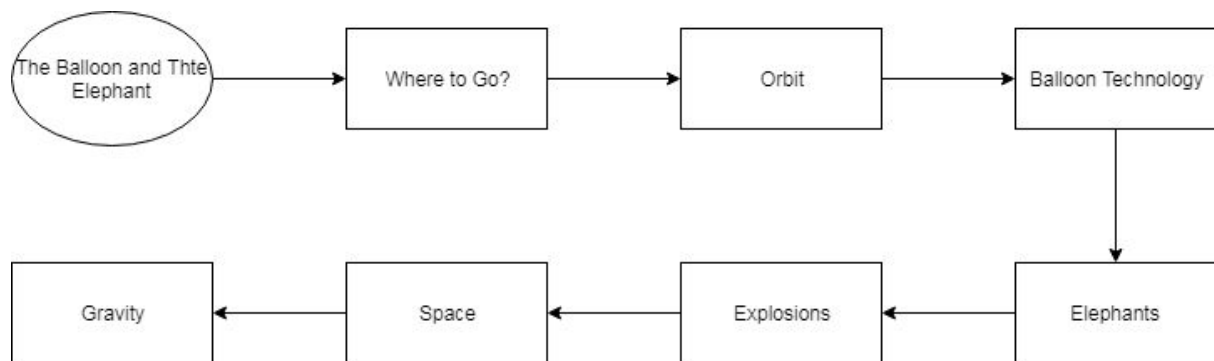 The Balloon and Thte
Elephant
Where to Go?
Orbit
Balloon Technology
Elephants
Explosions
Space
Gravity